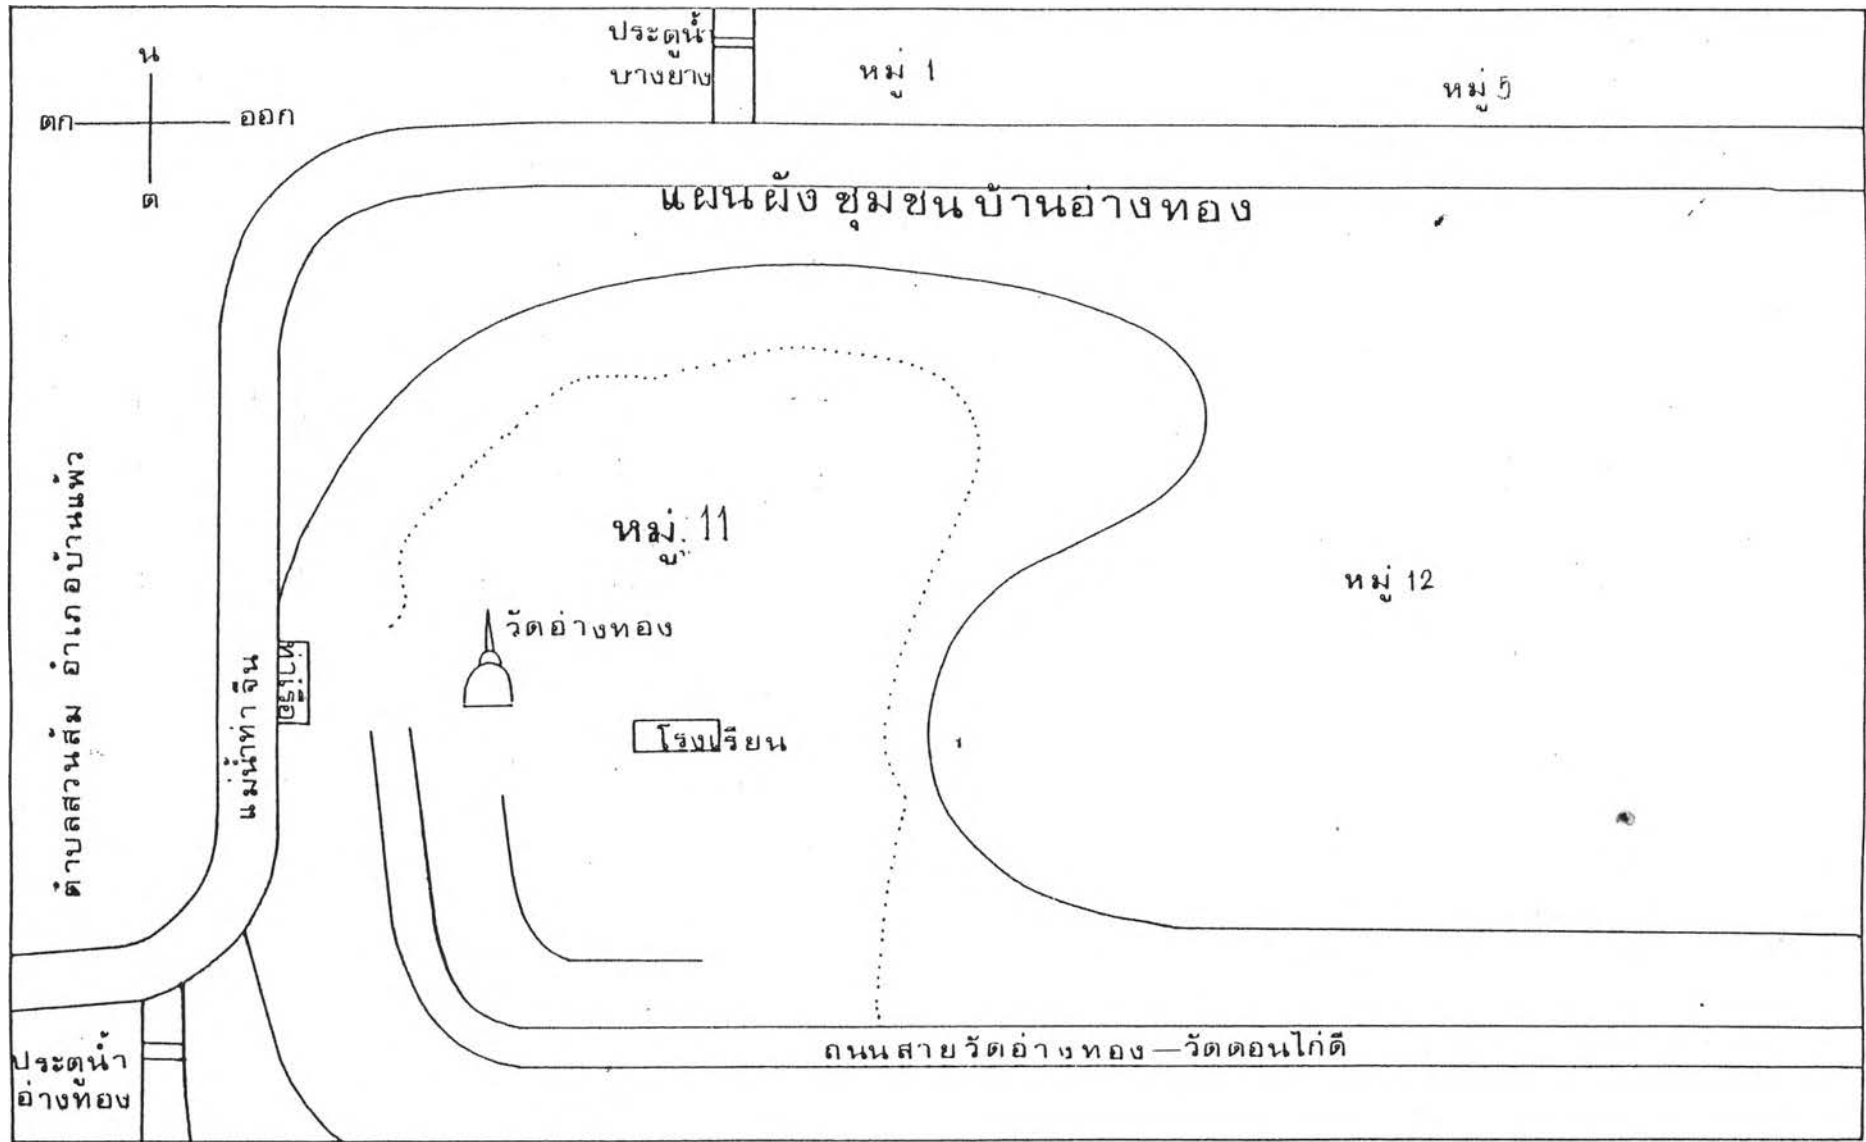 น
ตก
ออก
ต
ประตูน้ำ
บางยาง
หมู่ 1
หมู่ 5
แผนผังชุมชนบ้านอ่างทอง
ตำบลสวนส้ม อำเภอบ้านแพ้ว
แม่น้ำท่าจีน
ท่าเรือ
หมู่ 11
วัดอ่างทอง
โรงเรียน
หมู่ 12
ถนนสายวัดอ่างทอง—วัดดอนไก่ดี
ประตูน้ำ
อ่างทอง